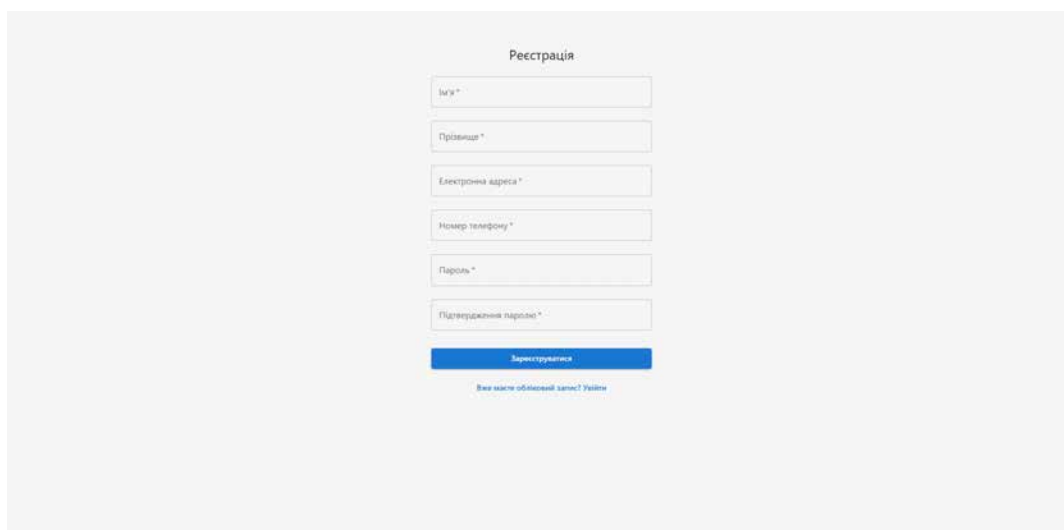 Реєстрація
Ім'я *
Прізвище *
Електронна адреса *
Номер телефону *
Пароль *
Підтвердження паролю *
Зареєструватися
Вже маєте обліковий запис? Увійти